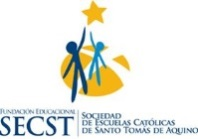 FUNDACIÓN EDUCACIONAL
SECST
SOCIEDAD
DE ESCUELAS CATÓLICAS
DE SANTO TOMÁS DE AQUINO